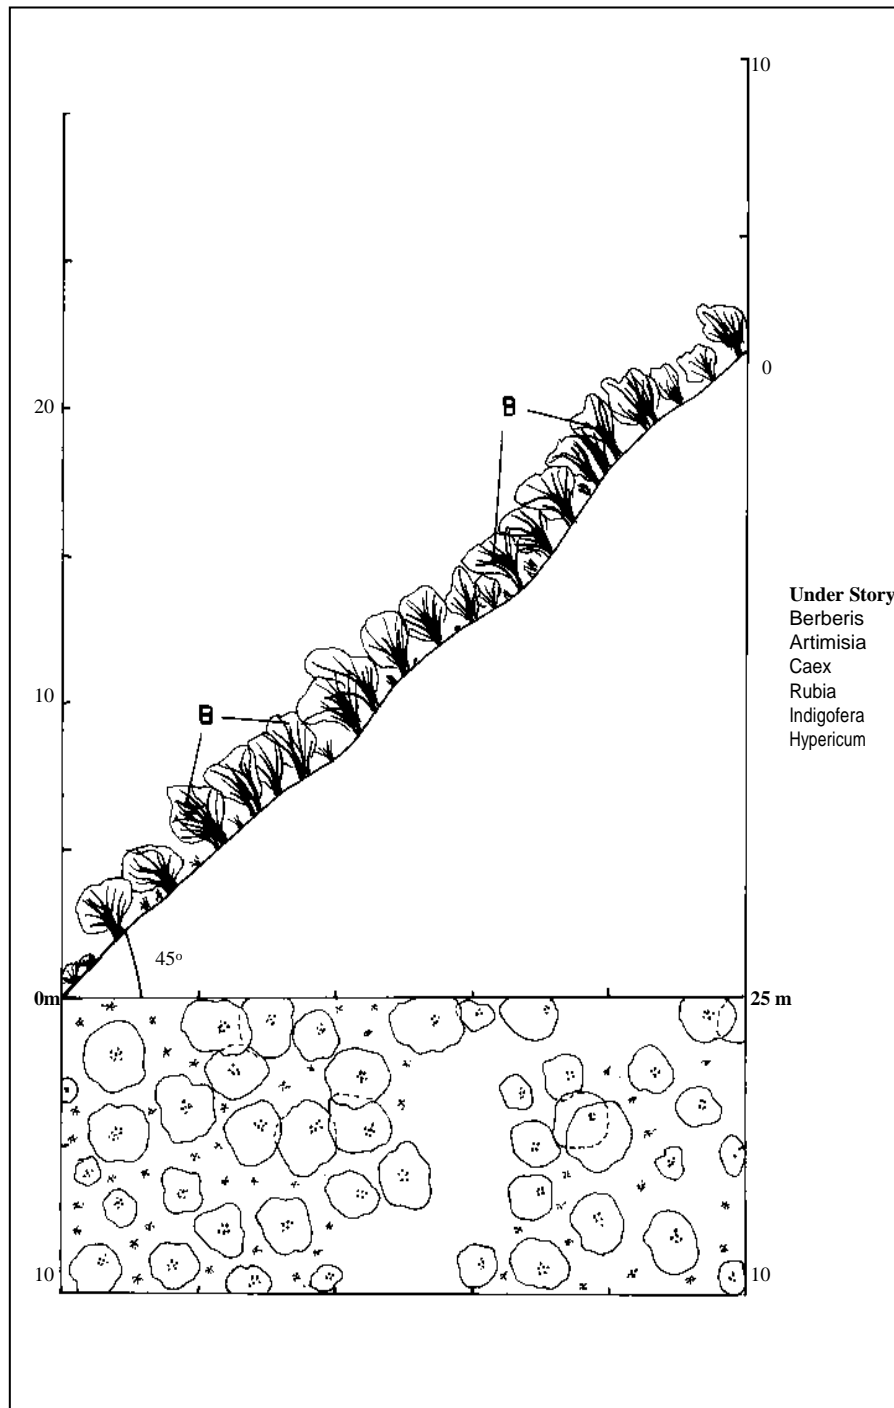 10
0
20
B
Under Story
Berberis
Artimisia
Caex
Rubia
Indigofera
Hypericum
10
B
45°
0m
25 m
10
10